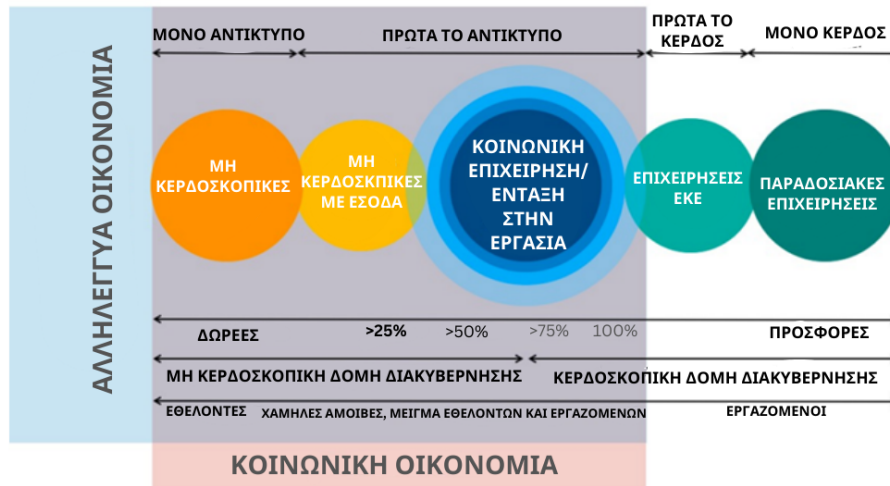 ΜΟΝΟ ΑΝΤΙΚΤΥΠΟ
ΠΡΩΤΑ ΤΟ ΑΝΤΙΚΤΥΠΟ
ΠΡΩΤΑ ΤΟ
ΚΕΡΔΟΣ
ΜΟΝΟ ΚΕΡΔΟΣ
ΑΛΛΗΛΕΓΓΥΑ ΟΙΚΟΝΟΜΙΑ
ΜΗ
ΚΕΡΔΟΣΚΟΠΙΚΕΣ
ΜΗ
ΚΕΡΔΟΣΚΠΙΚΕΣ
ΜΕ ΕΣΟΔΑ
ΚΟΙΝΩΝΙΚΗ
ΕΠΙΧΕΙΡΗΣΗ/
ΕΝΤΑΞΗ
ΣΤΗΝ
ΕΡΓΑΣΙΑ
ΕΠΙΧΕΙΡΗΣΕΙΣ
ΕΚΕ
ΠΑΡΑΔΟΣΙΑΚΕΣ
ΕΠΙΧΕΙΡΗΣΕΙΣ
ΔΩΡΕΕΣ >25% >50% >75% 100% ΠΡΟΣΦΟΡΕΣ
ΜΗ ΚΕΡΔΟΣΚΟΠΙΚΗ ΔΟΜΗ ΔΙΑΚΥΒΕΡΝΗΣΗΣ ΚΕΡΔΟΣΚΟΠΙΚΗ ΔΟΜΗ ΔΙΑΚΥΒΕΡΝΗΣΗΣ
ΕΘΕΛΟΝΤΕΣ ΧΑΜΗΛΕΣ ΑΜΟΙΒΕΣ, ΜΕΙΓΜΑ ΕΘΕΛΟΝΤΩΝ ΚΑΙ ΕΡΓΑΖΟΜΕΝΩΝ ΕΡΓΑΖΟΜΕΝΟΙ
ΚΟΙΝΩΝΙΚΗ ΟΙΚΟΝΟΜΙΑ